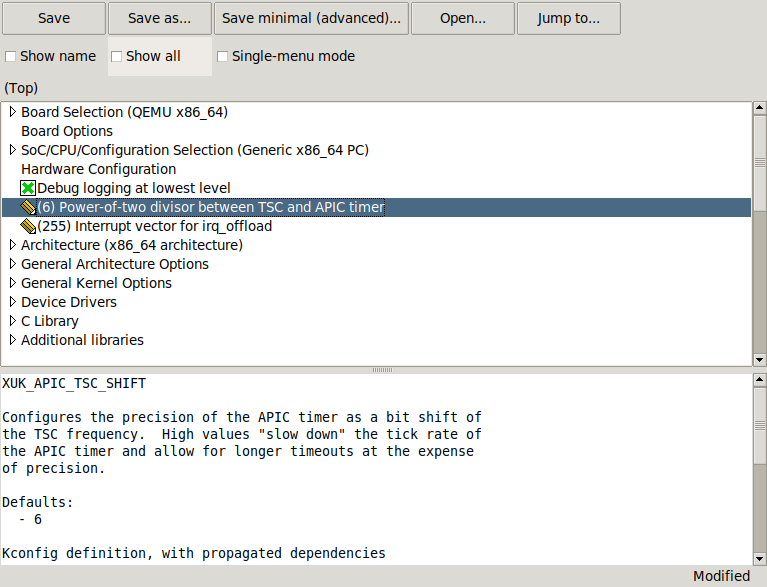 Save Save as... Save minimal (advanced)... Open... Jump to...
Show name Show all Single-menu mode
(Top)
Board Selection (QEMU x86_64)
Board Options
SoC/CPU/Configuration Selection (Generic x86_64 PC)
Hardware Configuration
Debug logging at lowest level
(6) Power-of-two divisor between TSC and APIC timer
(255) Interrupt vector for irq_offload
Architecture (x86_64 architecture)
General Architecture Options
General Kernel Options
Device Drivers
C Library
Additional libraries
XUK_APIC_TSC_SHIFT
Configures the precision of the APIC timer as a bit shift of
the TSC frequency.  High values "slow down" the tick rate of
the APIC timer and allow for longer timeouts at the expense
of precision.
Defaults:
- 6
Kconfig definition, with propagated dependencies
Modified